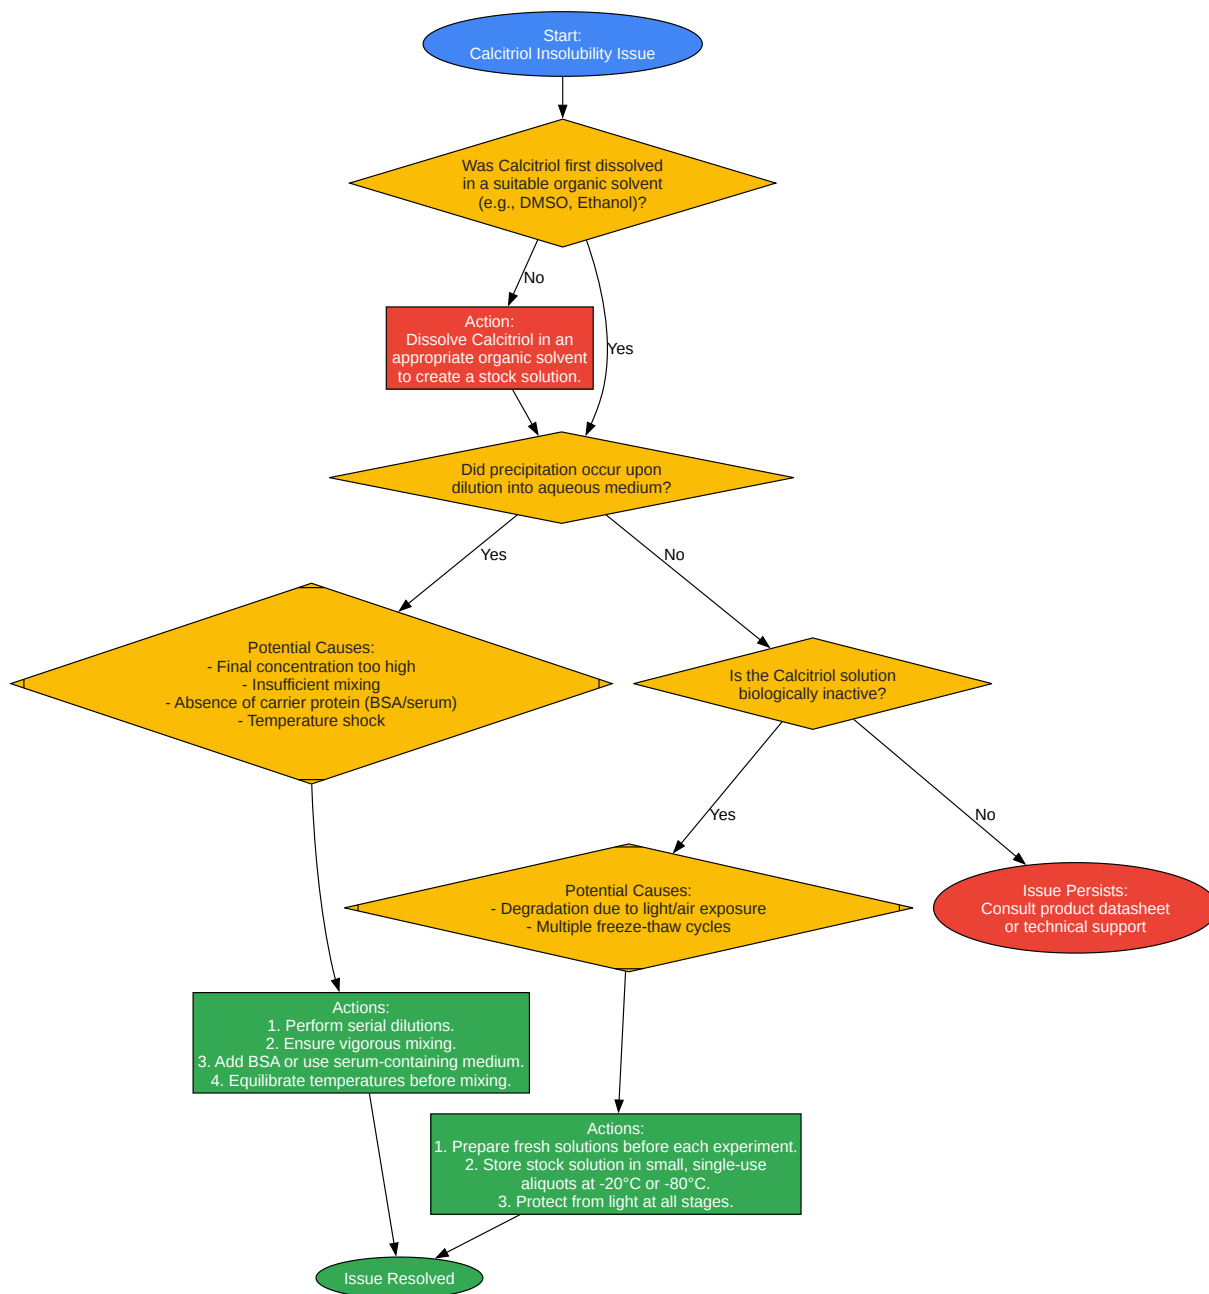 Start:
Calcitriol Insolubility Issue
Was Calcitriol first dissolved
in a suitable organic solvent
(e.g., DMSO, Ethanol)?
No
Yes
Action:
Dissolve Calcitriol in an
appropriate organic solvent
to create a stock solution.
Did precipitation occur upon
dilution into aqueous medium?
Yes
No
Potential Causes:
- Final concentration too high
- Insufficient mixing
- Absence of carrier protein (BSA/serum)
- Temperature shock
Is the Calcitriol solution
biologically inactive?
Yes
No
Potential Causes:
- Degradation due to light/air exposure
- Multiple freeze-thaw cycles
Issue Persists:
Consult product datasheet
or technical support
Actions:
1. Perform serial dilutions.
2. Ensure vigorous mixing.
3. Add BSA or use serum-containing medium.
4. Equilibrate temperatures before mixing.
Actions:
1. Prepare fresh solutions before each experiment.
2. Store stock solution in small, single-use
aliquots at -20°C or -80°C.
3. Protect from light at all stages.
Issue Resolved